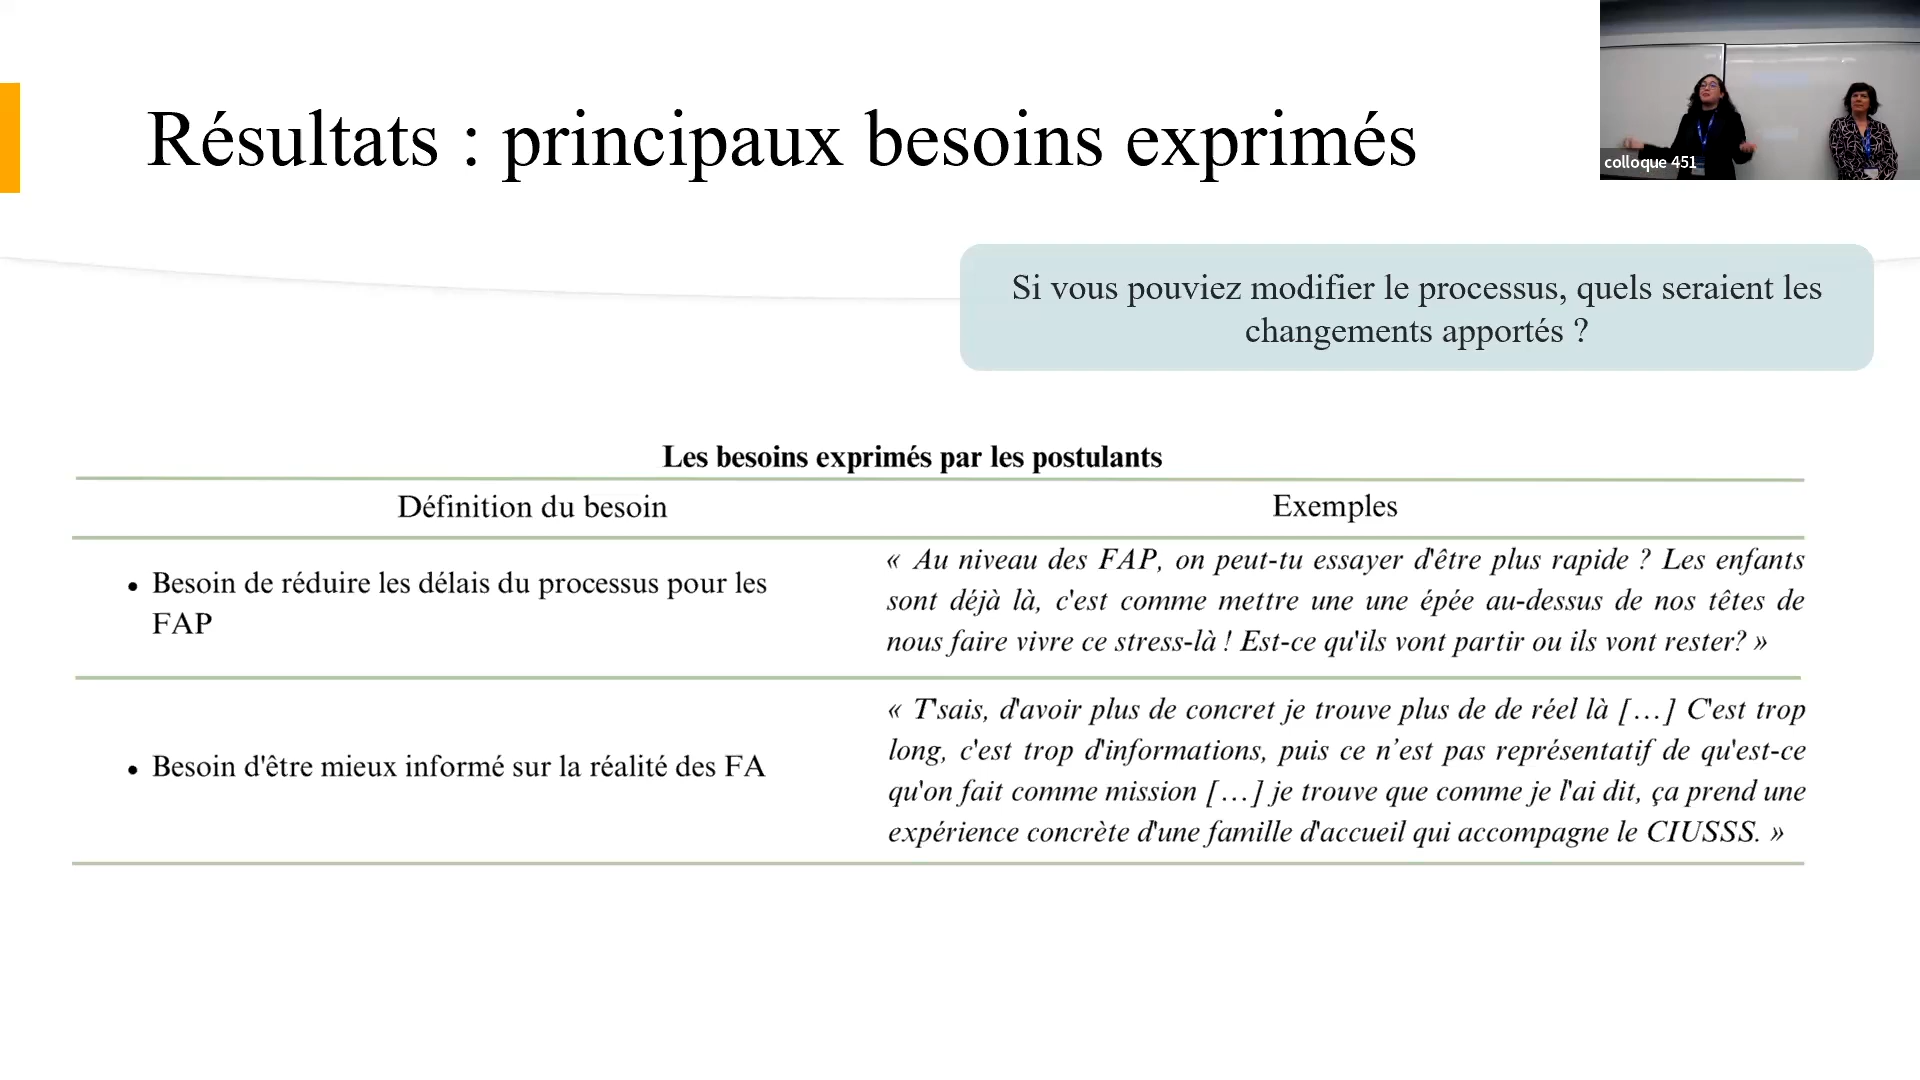 Résultats : principaux besoins exprimés
colloque 451
Si vous pouviez modifier le processus, quels seraient les
changements apportés ?
Les besoins exprimés par les postulants
Définition du besoin
Exemples
• Besoin de réduire les délais du processus pour les
FAP
« Au niveau des FAP, on peut-tu essayer d'être plus rapide ? Les enfants
sont déjà là, c'est comme mettre une une épée au-dessus de nos têtes de
nous faire vivre ce stress-là ! Est-ce qu'ils vont partir ou ils vont rester? »
• Besoin d'être mieux informé sur la réalité des FA
« T'sais, d'avoir plus de concret je trouve plus de de réel là […] C'est trop
long, c'est trop d'informations, puis ce n’est pas représentatif de qu'est-ce
qu'on fait comme mission […] je trouve que comme je l'ai dit, ça prend une
expérience concrète d'une famille d'accueil qui accompagne le CIUSSS. »